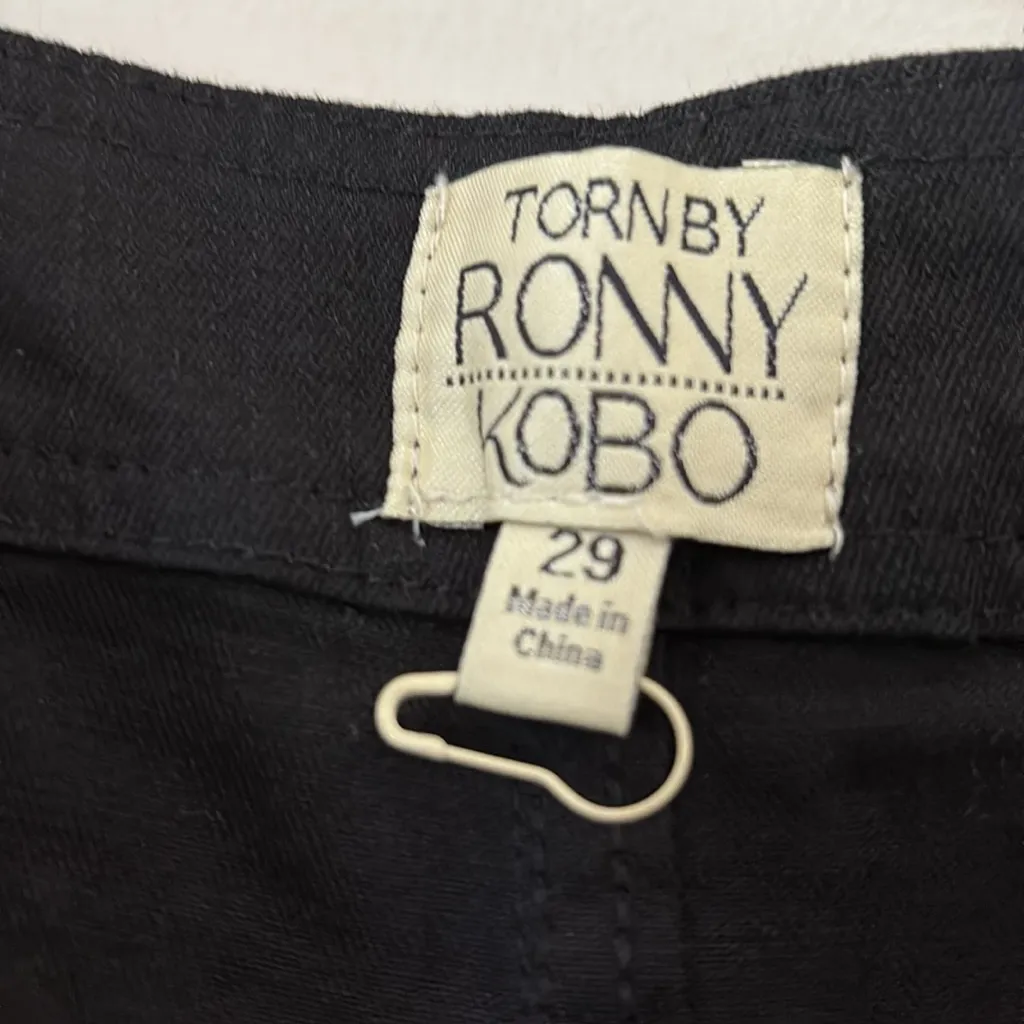 TORN BY
RONNY
KOBO
29
Made in
China